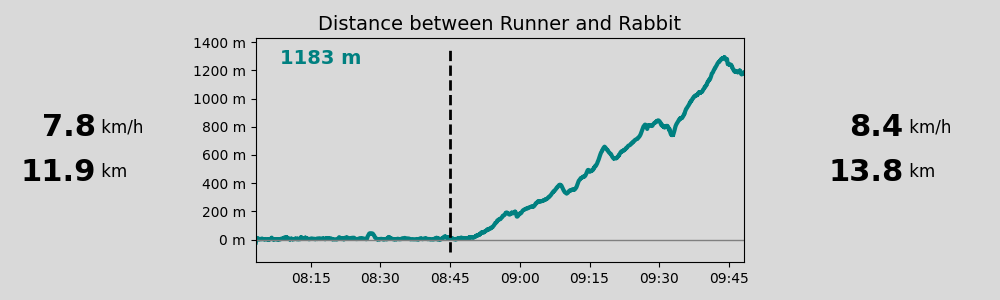 Distance between Runner and Rabbit
1400 m
1200 m
1000 m
800 m
600 m
400 m
200 m
0 m
1183 m
08:15 08:30 08:45 09:00 09:15 09:30 09:45
7.8 km/h
11.9 km
8.4 km/h
13.8 km